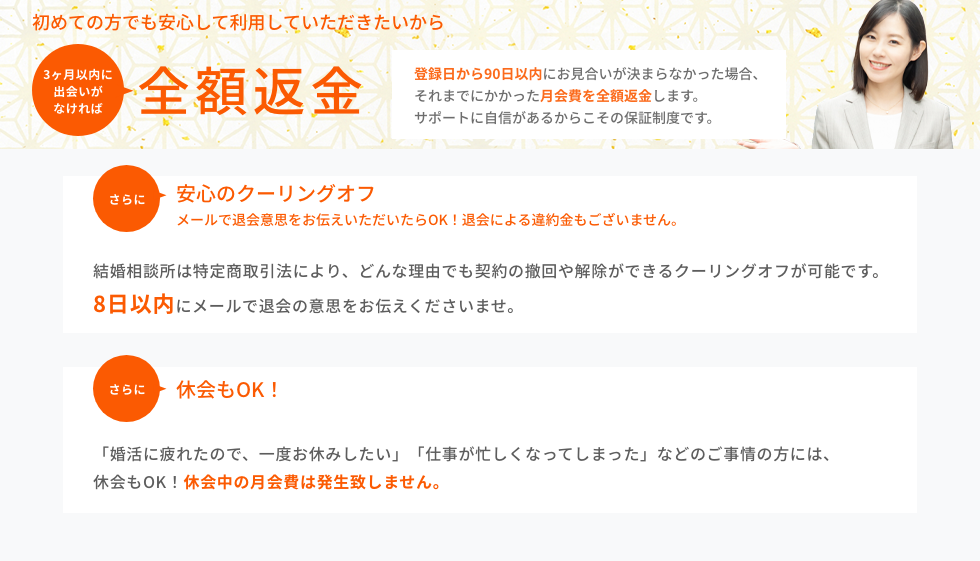 初めての方でも安心して利用していただきたいから
3ヶ月以内に
出会いが
なければ
全額返金
登録日から90日以内にお見合いが決まらなかった場合、
それまでにかかった月会費を全額返金します。
サポートに自信があるからこその保証制度です。
さらに
安心のクーリングオフ
メールで退会意思をお伝えいただいたらOK！退会による違約金もございません。
結婚相談所は特定商取引法により、どんな理由でも契約の撤回や解除ができるクーリングオフが可能です。
8日以内にメールで退会の意思をお伝えくださいませ。
さらに
休会もOK！
「婚活に疲れたので、一度お休みしたい」「仕事が忙しくなってしまった」などのご事情の方には、
休会もOK！休会中の月会費は発生致しません。